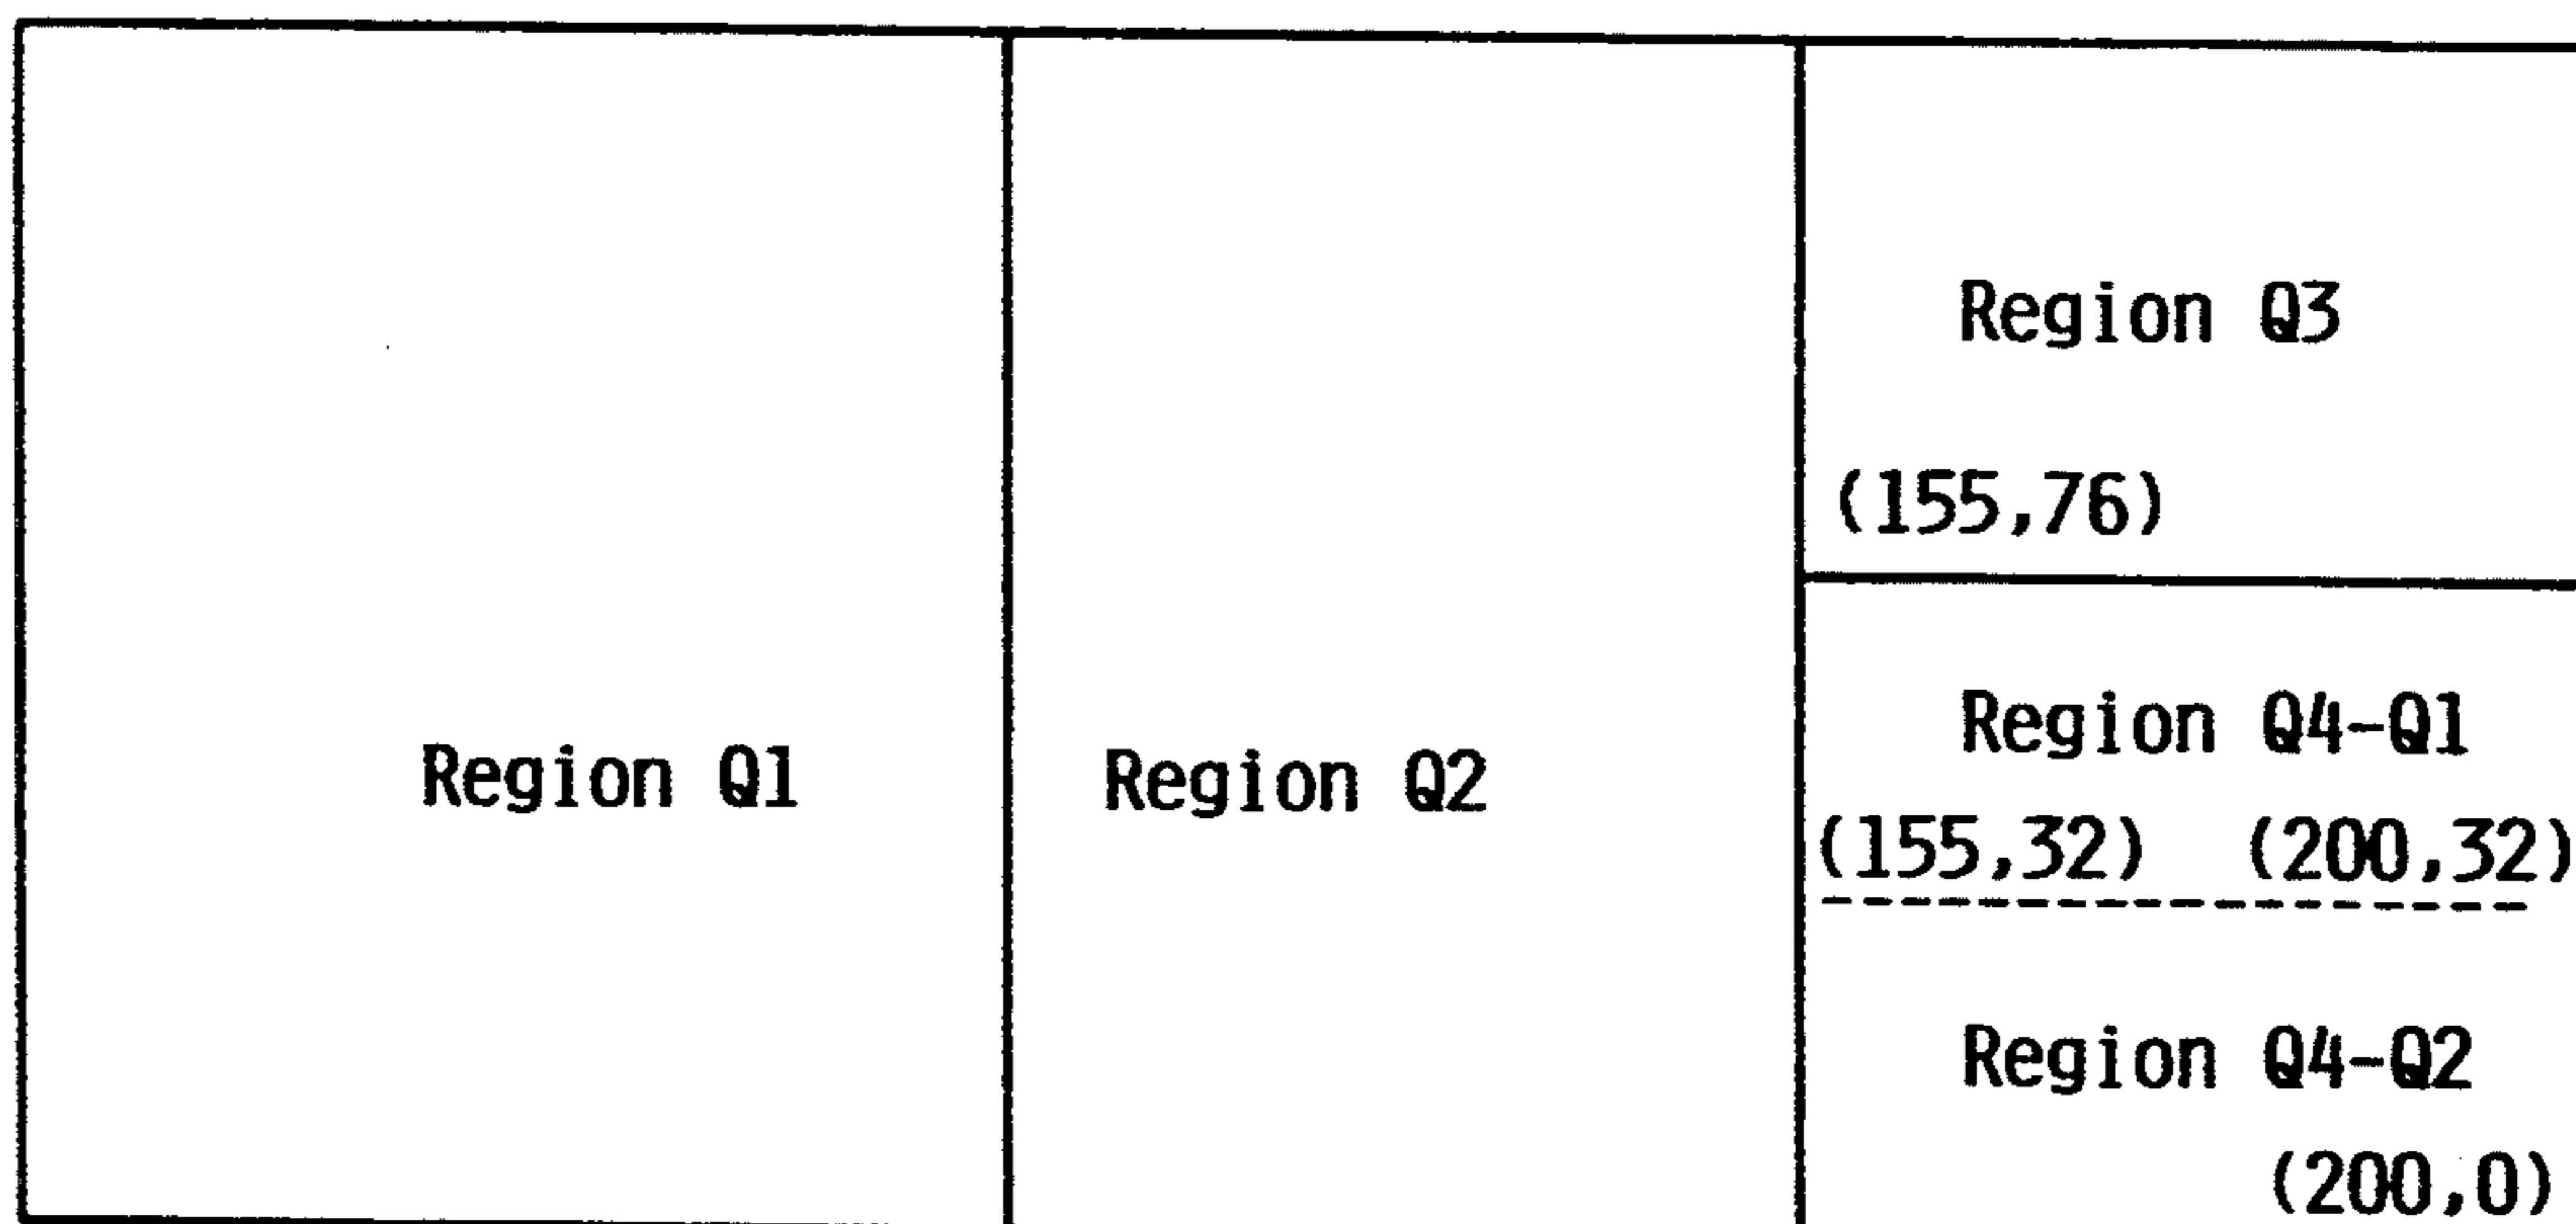 Region Q3
(155,76)
Region Q4-Q1
Region Q1 Region Q2
(155,32) (200,32)
Region Q4-Q2
(200,0)